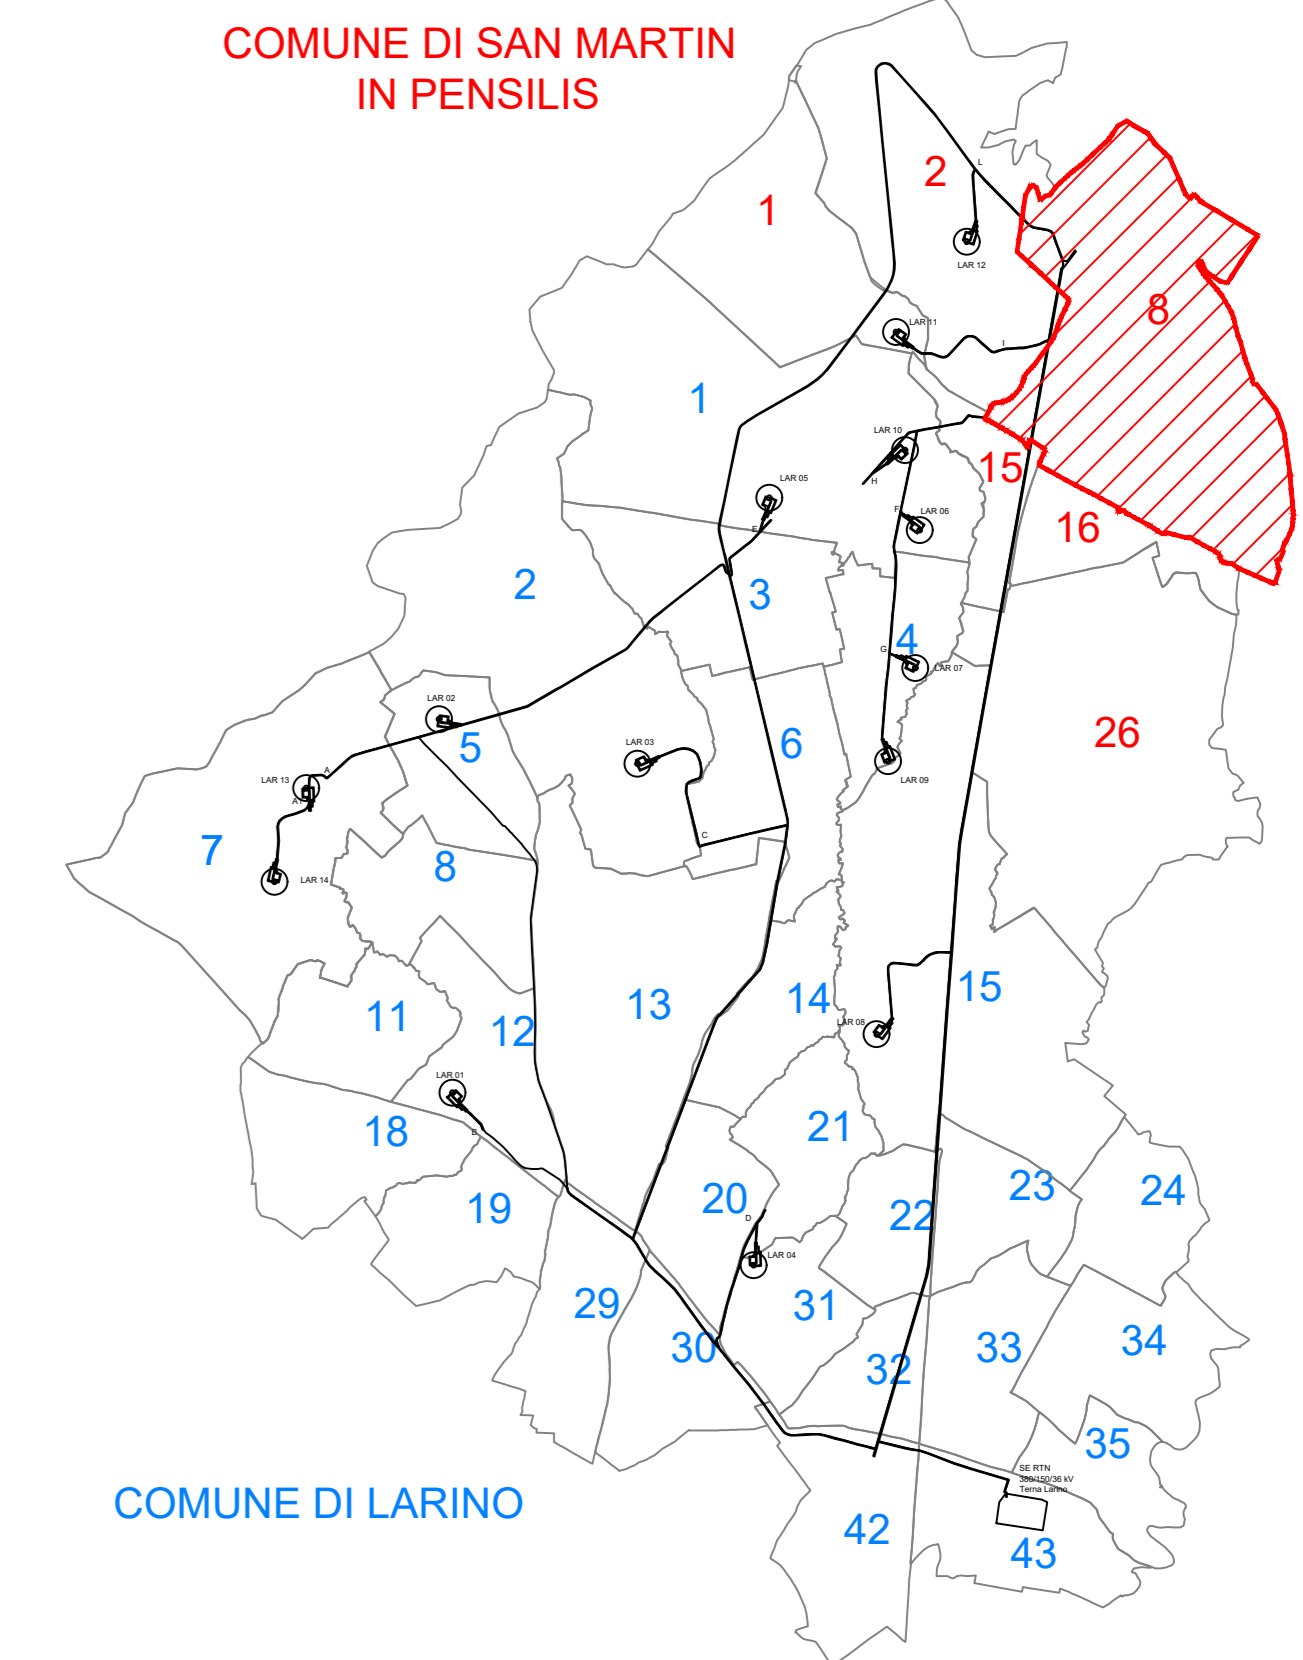 COMUNE DI SAN MARTIN
IN PENSILIS
L
2
1
LAR 12
8
LAR 11
I
1
LAR 10
15
H
LAR 05
F
LAR 06
16
E
2
3
4
G
LAR 07
LAR 02
26
5
LAR 03
6
LAR 13
A
LAR 09
A1
C
7
8
LAR 14
15
14
13
11
12
LAR 08
LAR 01
18
B
21
20
23
24
19
22
D
LAR 04
29
31
30
32
33
34
35
SE RTN
380/150/36 kV
Terna Larino
COMUNE DI LARINO
42
43